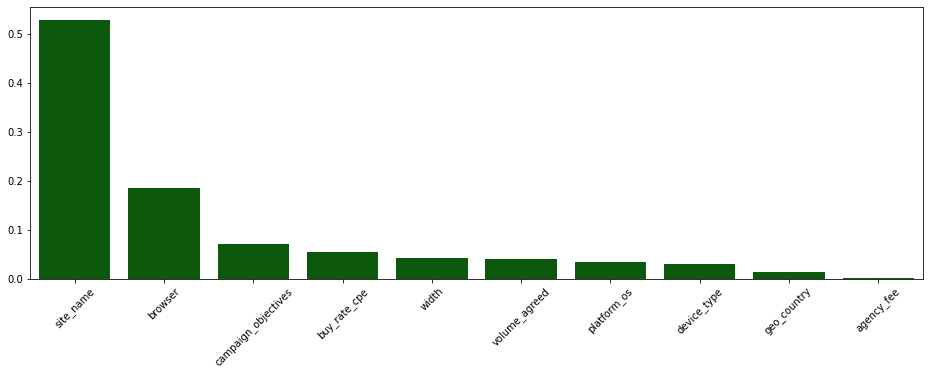 0.5
0.4
0.3
0.2
0.1
0.0
site_name
browser
campaign_objectives
buy_rate_cpe
width
volume_agreed
platform_os
device_type
geo_country
agency_fee